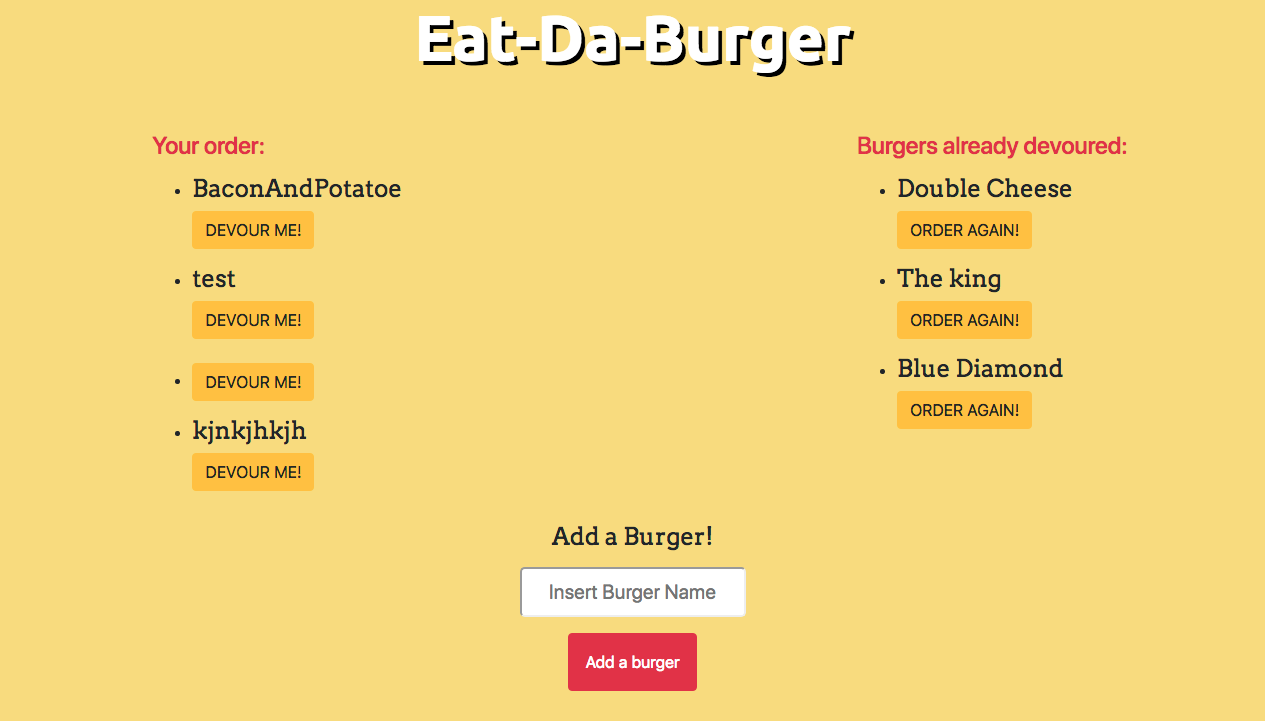 Eat-Da-Burger
Your order:
BaconAndPotatoe
DEVOUR ME!
test
DEVOUR ME!
DEVOUR ME!
kjnkjhkjh
DEVOUR ME!
Burgers already devoured:
Double Cheese
ORDER AGAIN!
The king
ORDER AGAIN!
Blue Diamond
ORDER AGAIN!
Add a Burger!
Insert Burger Name
Add a burger